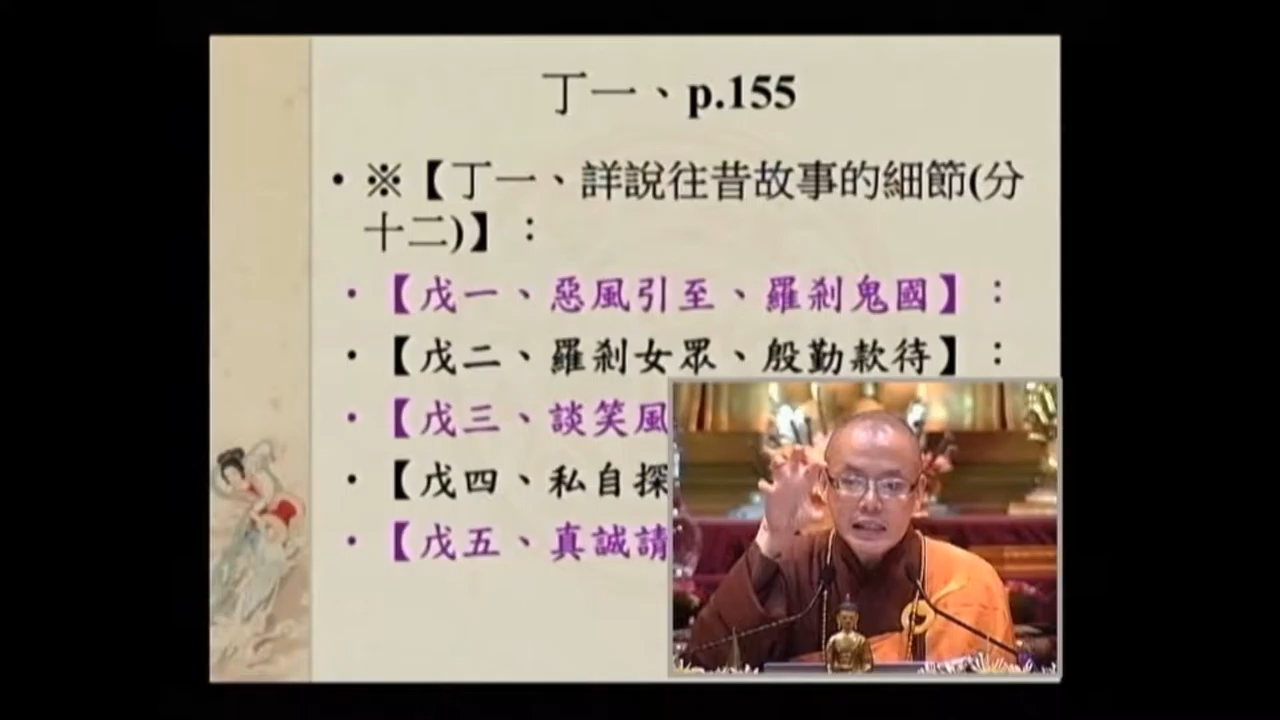 丁一、p.155
• ※【丁一、詳說往昔故事的細節(分
十二)】：
• 【戊一、惡風引至、羅剎鬼國】：
• 【戊二、羅剎女眾、殷勤款待】：
• 【戊三、談笑風
• 【戊四、私自探
• 【戊五、真誠請